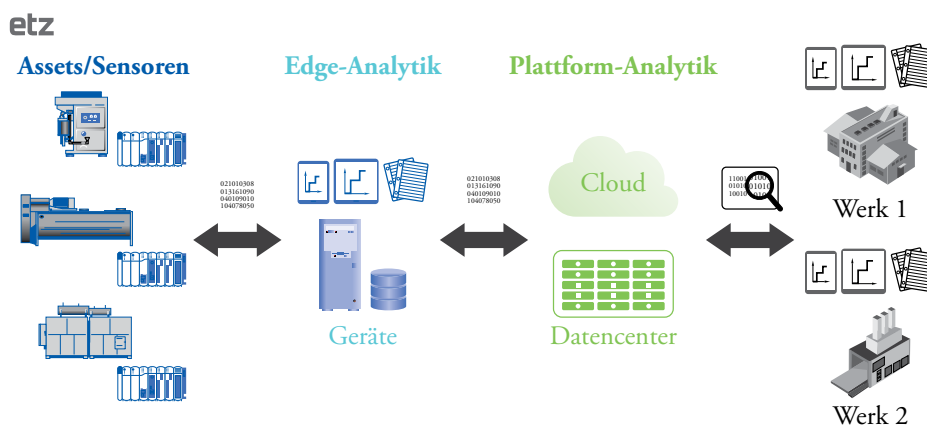 etz
Assets/Sensoren
Edge-Analytik
Plattform-Analytik
021010308
013161090
040109010
104078050
021010308
013161090
040109010
104078050
Cloud
Werk 1
Geräte
Datencenter
Werk 2